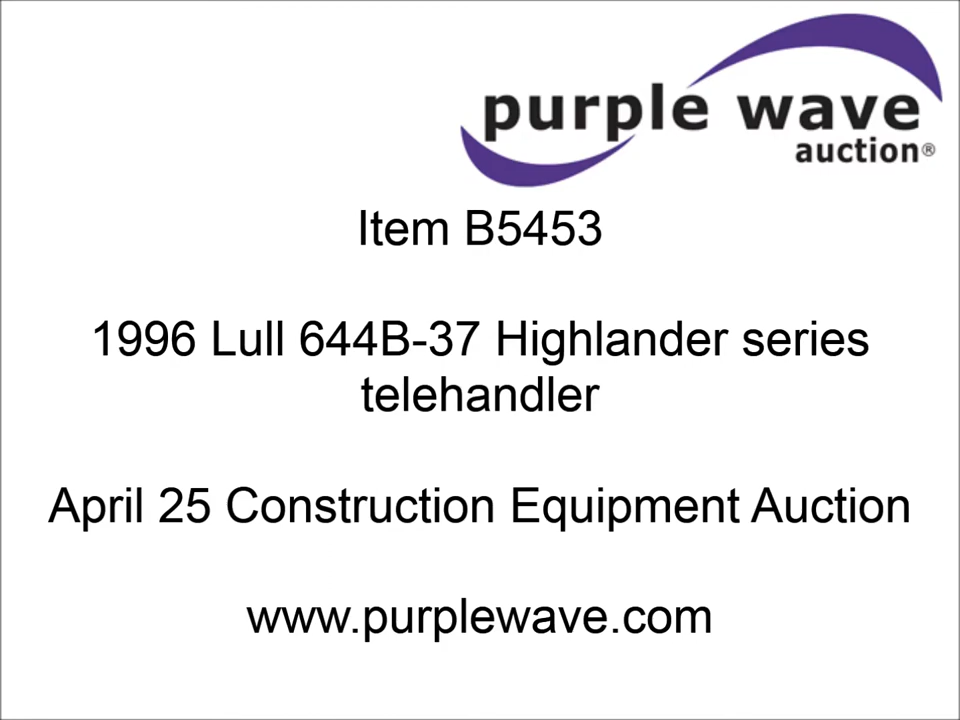 purple wave
auction®
Item B5453
1996 Lull 644B-37 Highlander series
telehandler
April 25 Construction Equipment Auction
www.purplewave.com